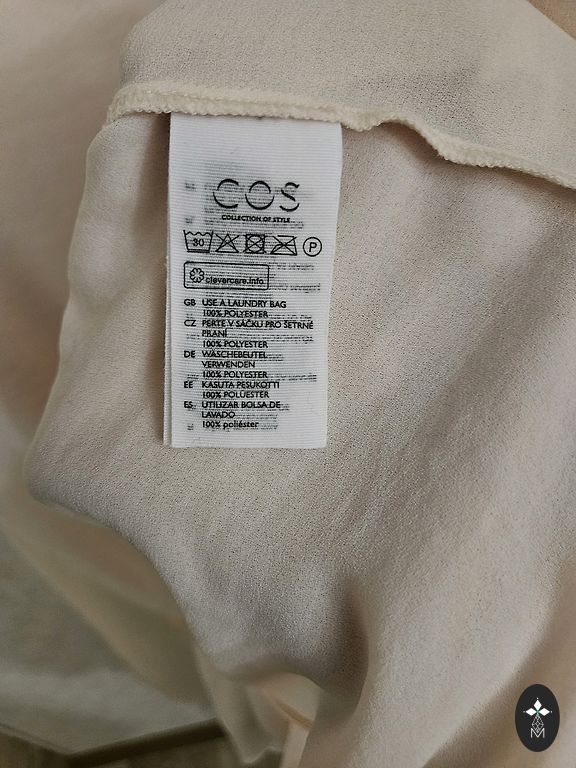 COS
COLLECTION OF STYLE
30 P
clevercare.info
GB USE A LAUNDRY BAG
100% POLYESTER
CZ PERTE V SÁČKU PRO ŠETRNÉ
PRANÍ
100% POLYESTER
DE WÄSCHEBEUTEL
VERWENDEN
100% POLYESTER
EE KASUTA PESUKOTTI
100% POLÜESTER
ES UTILIZAR BOLSA DE
LAVADO
100% poliéster
M